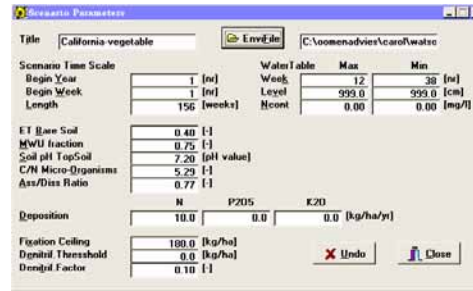 Scenario Parameters
Title California-vegetable EnvFile C:\oomenadvies\carol\watsc
Scenario Time Scale WaterTable Max Min
Begin Year 1 [nr] Week 12 38 [nr]
Begin Week 1 [nr] Level 999.0 999.0 [cm]
Length 156 [weeks] Ncont 0.00 0.00 [mg/l]
ET Bare Soil 0.40 [-]
MWU fraction 0.75 [-]
Soil pH TopSoil 7.20 [pH value]
C/N Micro-Organisms 5.29 [-]
Ass/Diss Ratio 0.77 [-]
N P2O5 K2O
Deposition 10.0 0.0 0.0 [kg/ha/yr]
Fixation Ceiling 180.0 [kg/ha]
Denitrif.Threshold 0.0 [kg/ha]
Denitrif.Factor 0.10 [-]
Undo Close